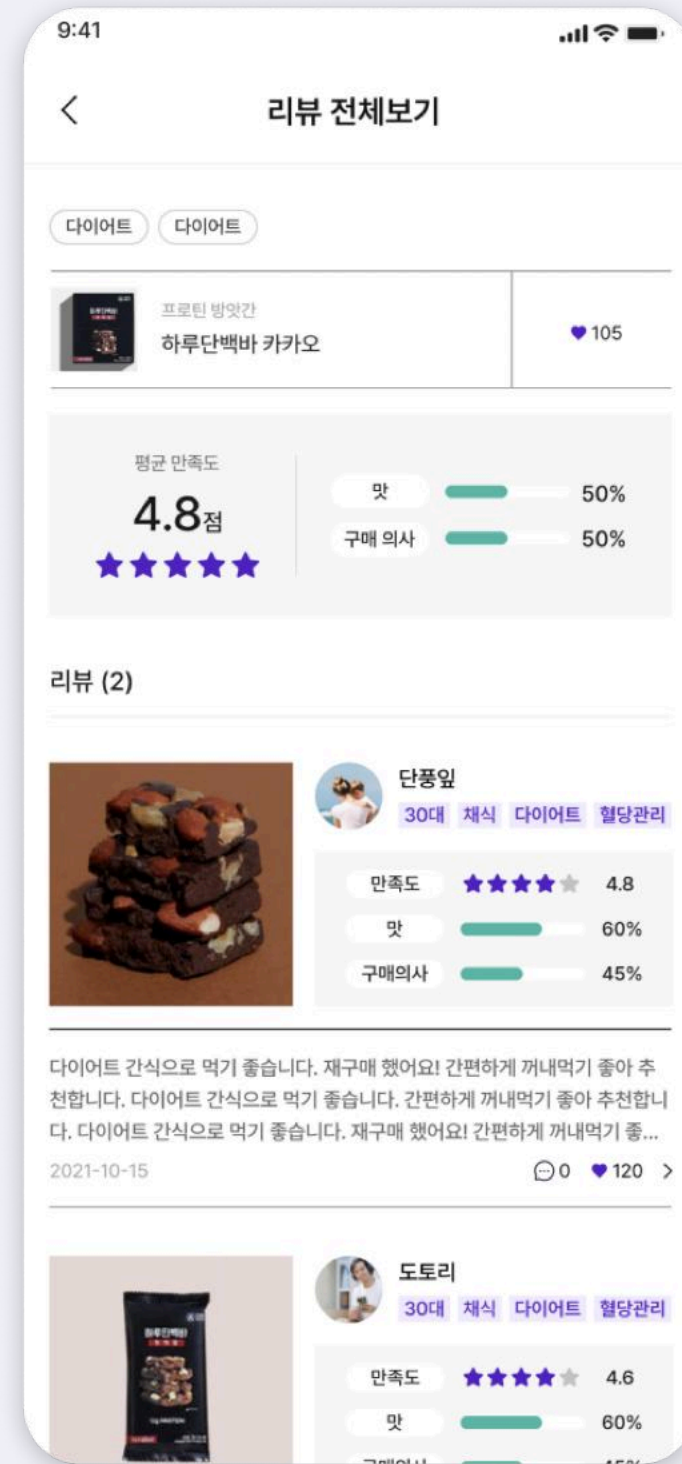 9:41
리뷰 전체보기
다이어트 다이어트
프로틴 방앗간
하루단백바 카카오
105
평균 만족도
4.8점
맛 50%
구매 의사 50%
리뷰 (2)
단풍잎
30대 채식 다이어트 혈당관리
만족도 4.8
맛 60%
구매의사 45%
다이어트 간식으로 먹기 좋습니다. 재구매 했어요! 간편하게 꺼내먹기 좋아 추
천합니다. 다이어트 간식으로 먹기 좋습니다. 간편하게 꺼내먹기 좋아 추천합니
다. 다이어트 간식으로 먹기 좋습니다. 재구매 했어요! 간편하게 꺼내먹기 좋...
2021-10-15
0 120
하루단백바
도토리
30대 채식 다이어트 혈당관리
만족도 4.6
맛 60%